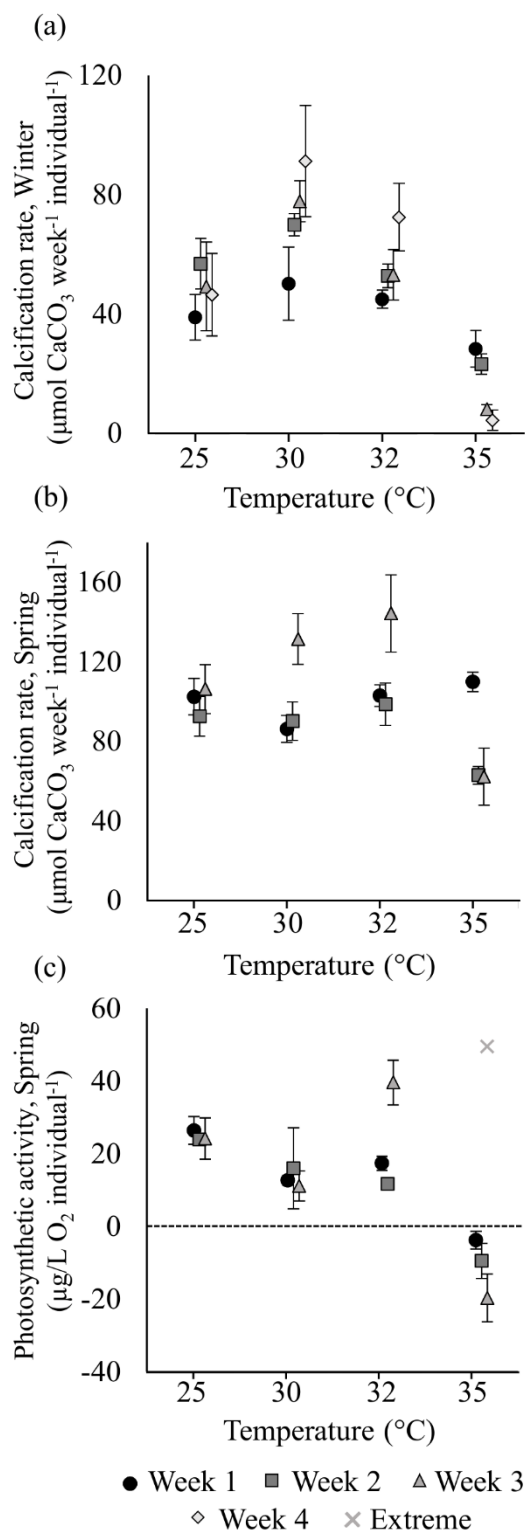 (a)
Calcification rate, Winter
(µmol CaCO₃ week⁻¹ individual⁻¹)
120
80
40
0
25 30 32 35
Temperature (°C)
(b)
Calcification rate, Spring
(µmol CaCO₃ week⁻¹ individual⁻¹)
160
120
80
40
0
25 30 32 35
Temperature (°C)
(c)
Photosynthetic activity, Spring
(µg/L O₂ individual⁻¹)
60
40
20
0
-20
-40
25 30 32 35
Temperature (°C)
Week 1 Week 2 Week 3
Week 4 Extreme